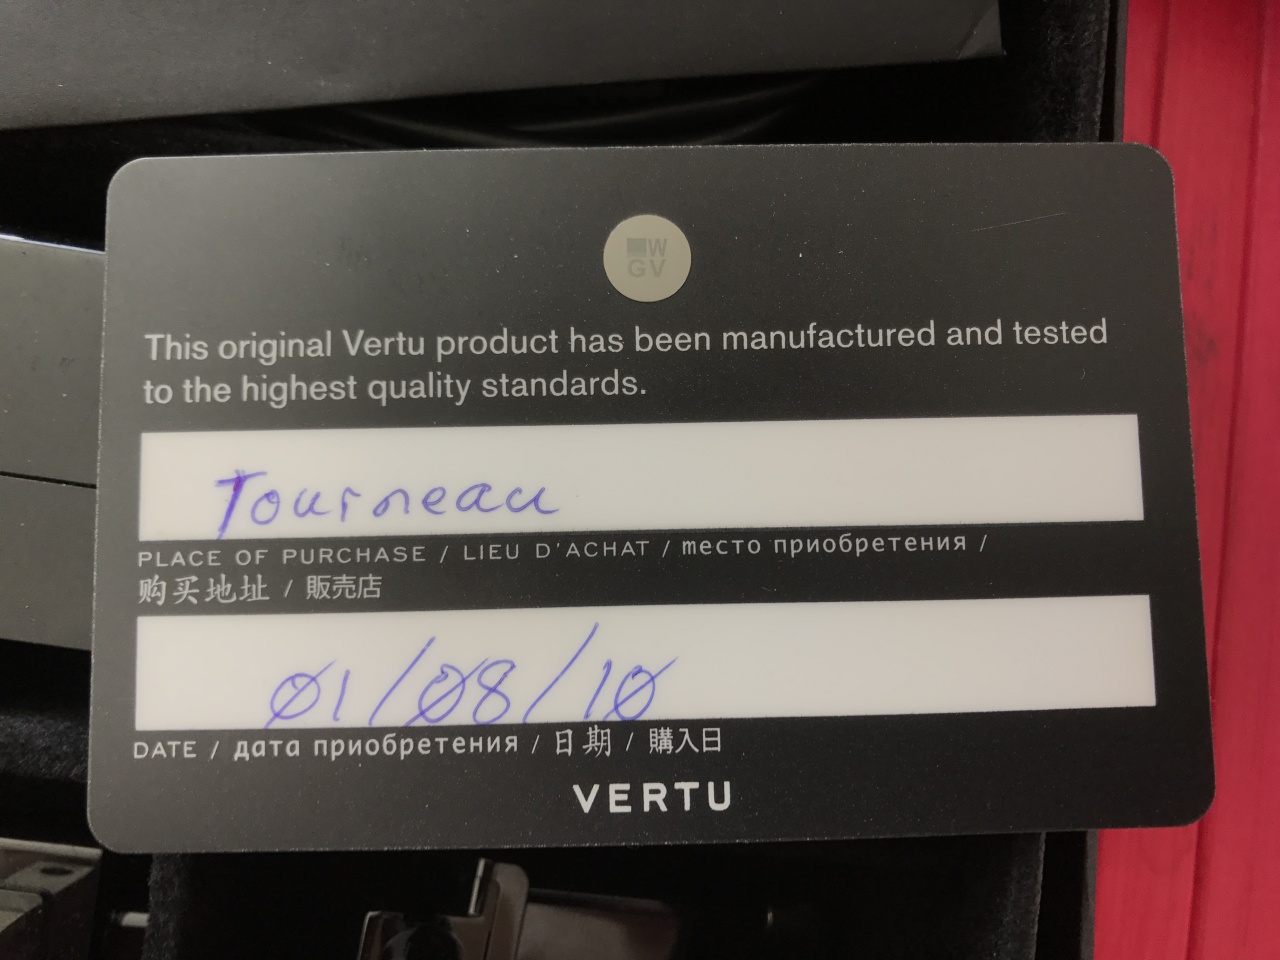 W
GV
This original Vertu product has been manufactured and tested
to the highest quality standards.
Tourneau
PLACE OF PURCHASE / LIEU D'ACHAT / место приобретения /
购买地址 / 販売店
01/08/10
DATE / дата приобретения / 日期 / 購入日
VERTU